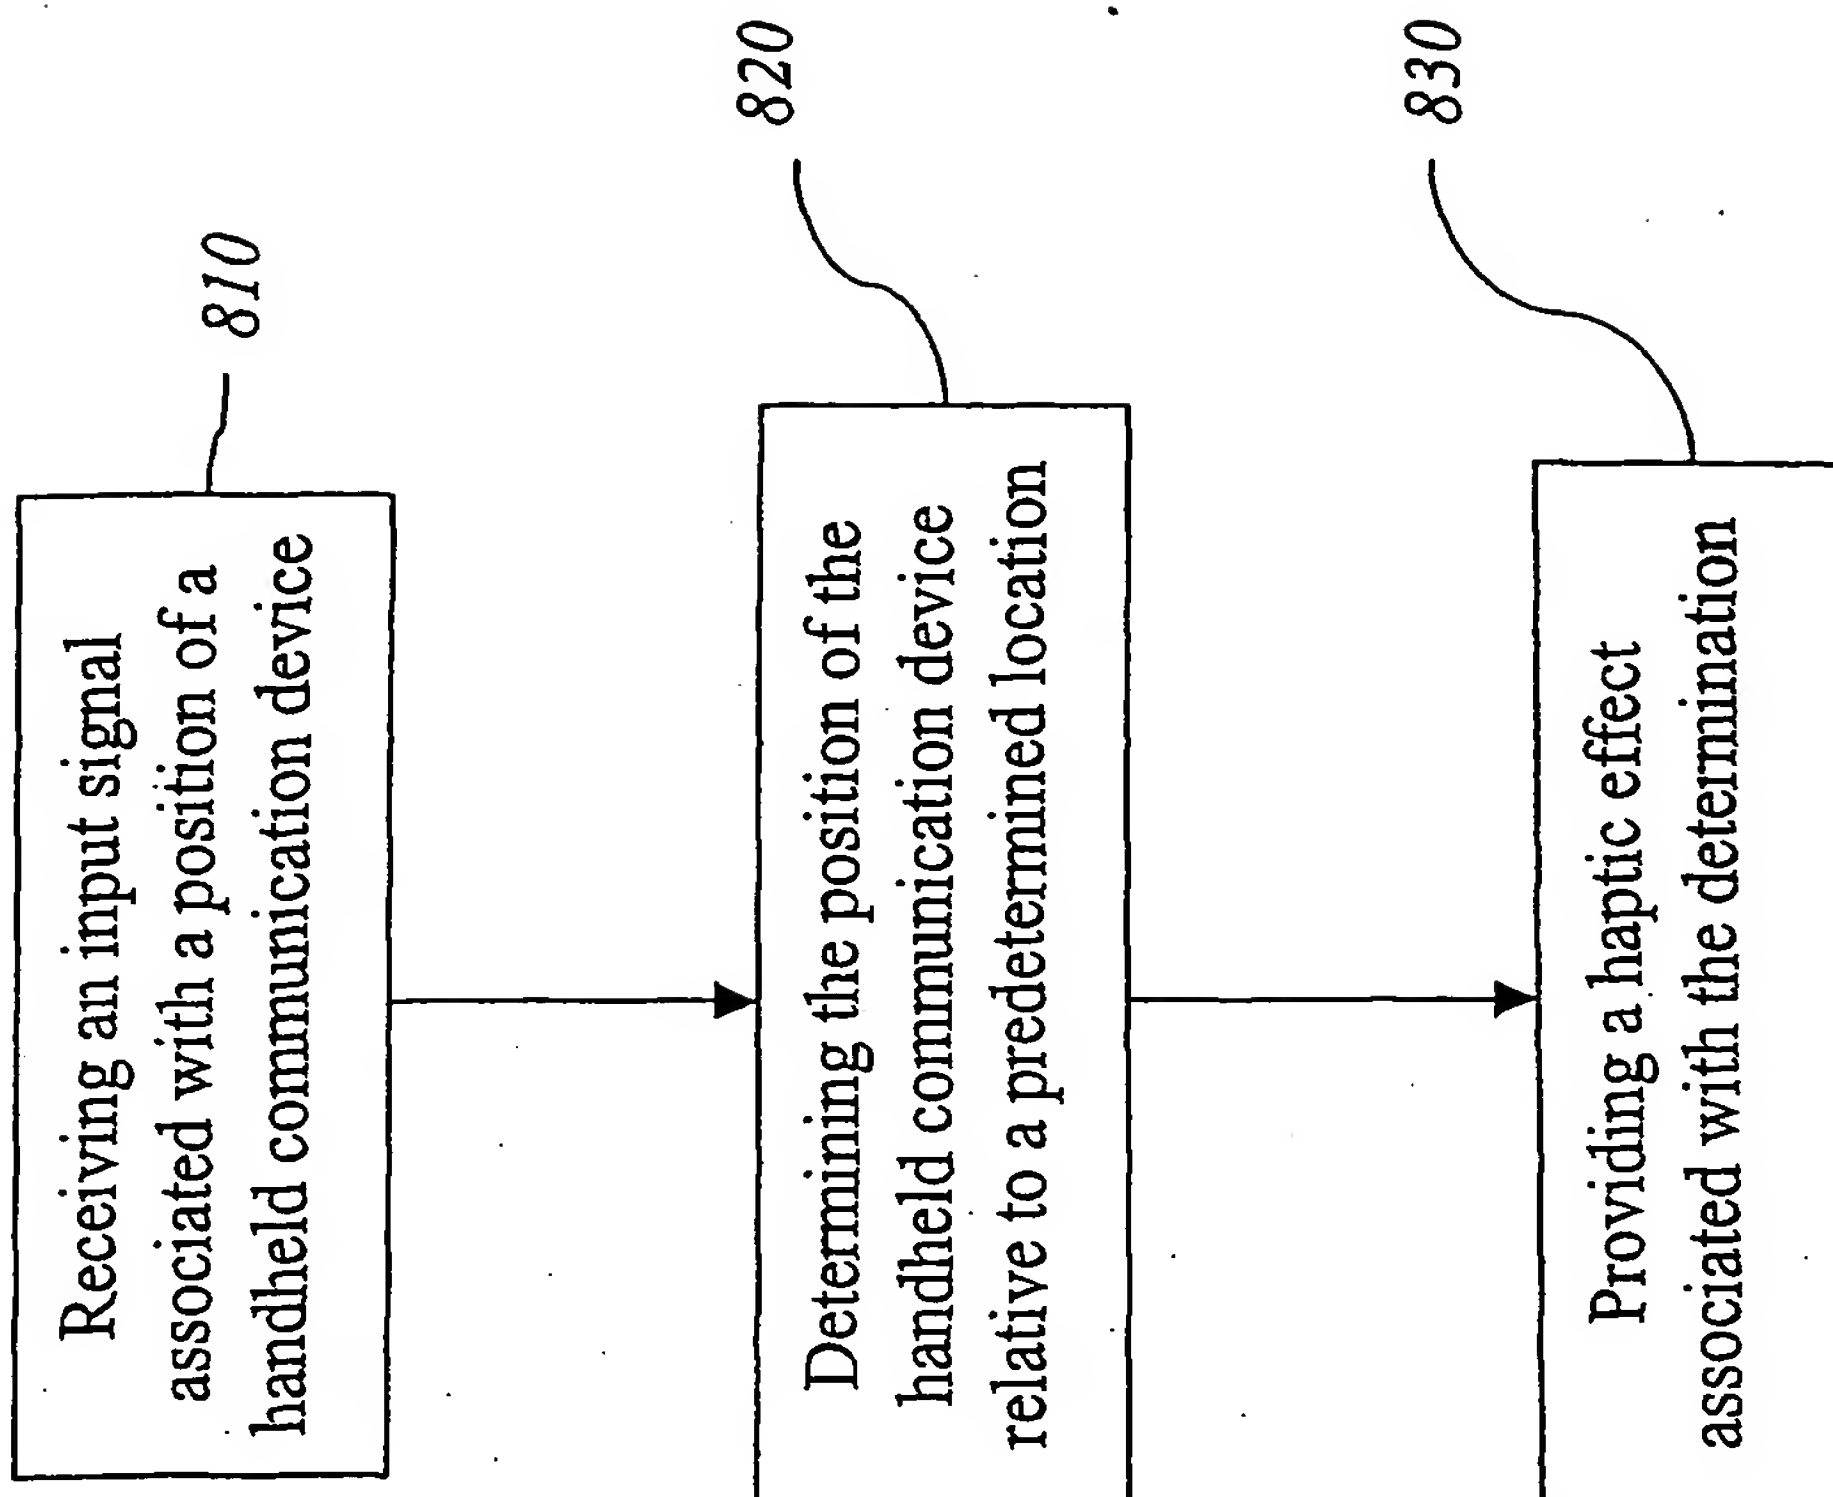 810
Receiving an input signal
associated with a position of a
handheld communication device
820
Determining the position of the
handheld communication device
relative to a predetermined location
830
Providing a haptic effect
associated with the determination